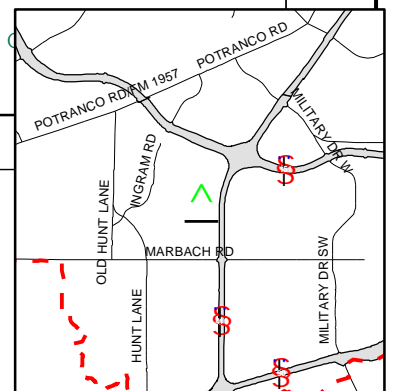 POTRANCO RD
POTRANCO RD/FM 1957
MILITARY DR W
INGRAM RD
OLD HUNT LANE
MARBACH RD
MILITARY DR SW
HUNT LANE